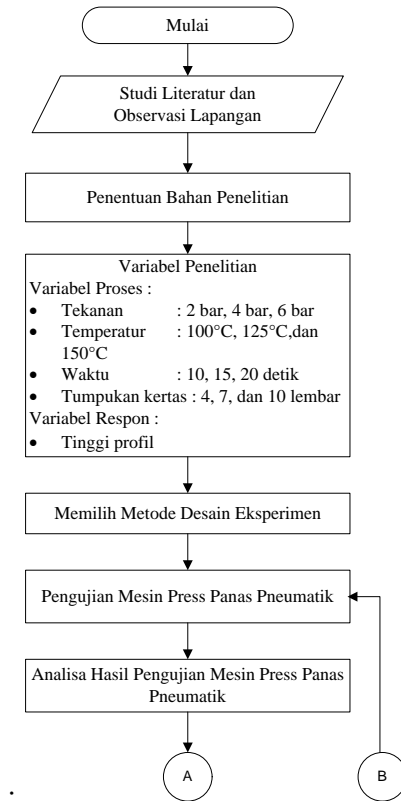 Mulai
Studi Literatur dan
Observasi Lapangan
Penentuan Bahan Penelitian
Variabel Penelitian
Variabel Proses :
• Tekanan : 2 bar, 4 bar, 6 bar
• Temperatur : 100°C, 125°C,dan
150°C
• Waktu : 10, 15, 20 detik
• Tumpukan kertas : 4, 7, dan 10 lembar
Variabel Respon :
• Tinggi profil
Memilih Metode Desain Eksperimen
Pengujian Mesin Press Panas Pneumatik
Analisa Hasil Pengujian Mesin Press Panas
Pneumatik
A
B
.